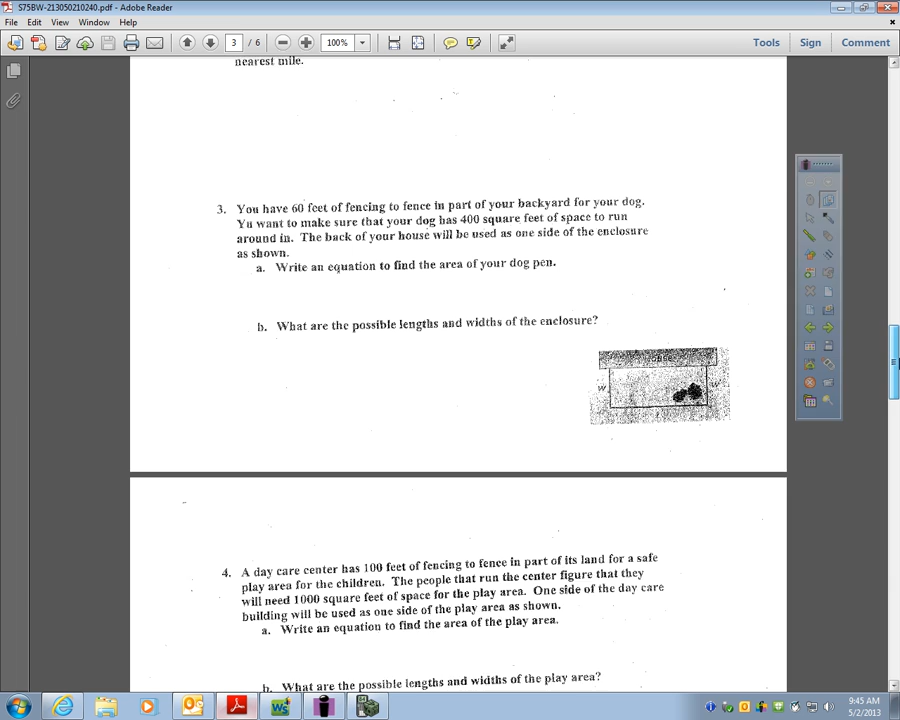 S75BW-213050210240.pdf - Adobe Reader
File Edit View Window Help
3 / 6 100% Tools Sign Comment
nearest mile.
3. You have 60 feet of fencing to fence in part of your backyard for your dog.
Yu want to make sure that your dog has 400 square feet of space to run
around in. The back of your house will be used as one side of the enclosure
as shown.
a. Write an equation to find the area of your dog pen.
b. What are the possible lengths and widths of the enclosure?
W W
4. A day care center has 100 feet of fencing to fence in part of its land for a safe
play area for the children. The people that run the center figure that they
will need 1000 square feet of space for the play area. One side of the day care
building will be used as one side of the play area as shown.
a. Write an equation to find the area of the play area.
b. What are the possible lengths and widths of the play area?
9:45 AM
5/2/2013